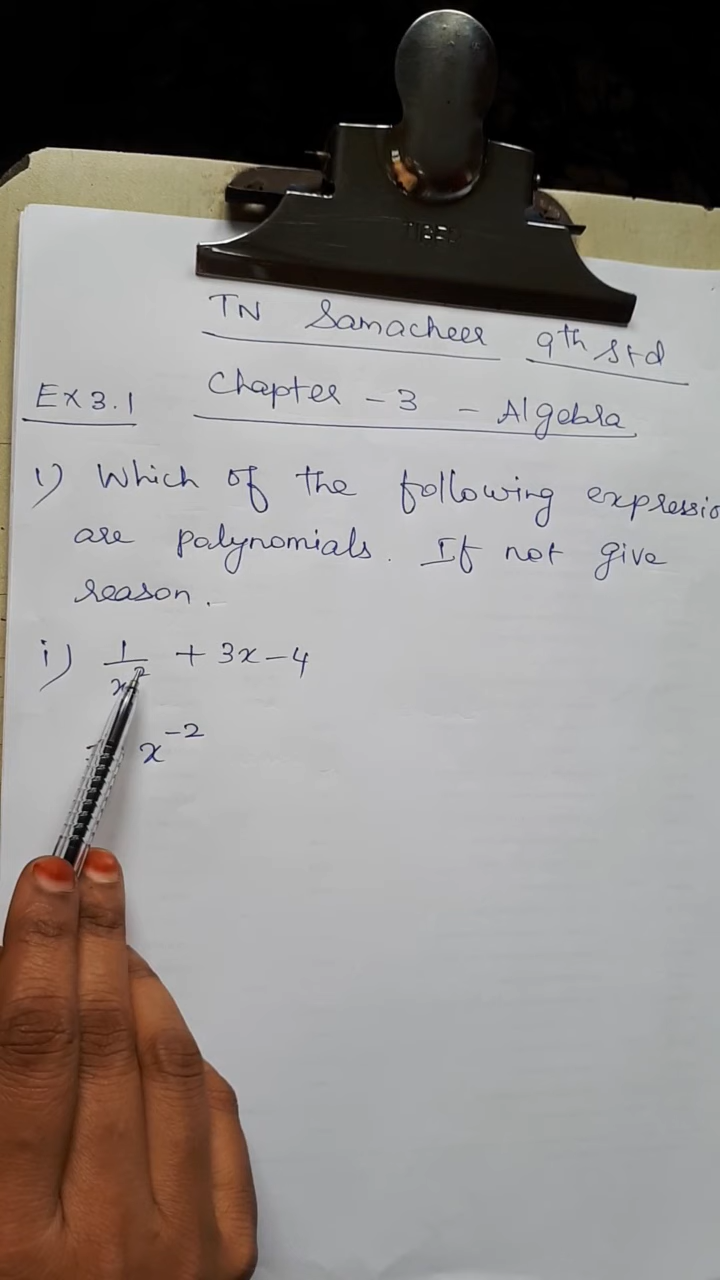 TN Samacheer 9th std
Chapter - 3 - Algebra
Ex 3.1
1) Which of the following expressio
are polynomials. If not give
reason.
i) 1/x² + 3x - 4
x⁻²